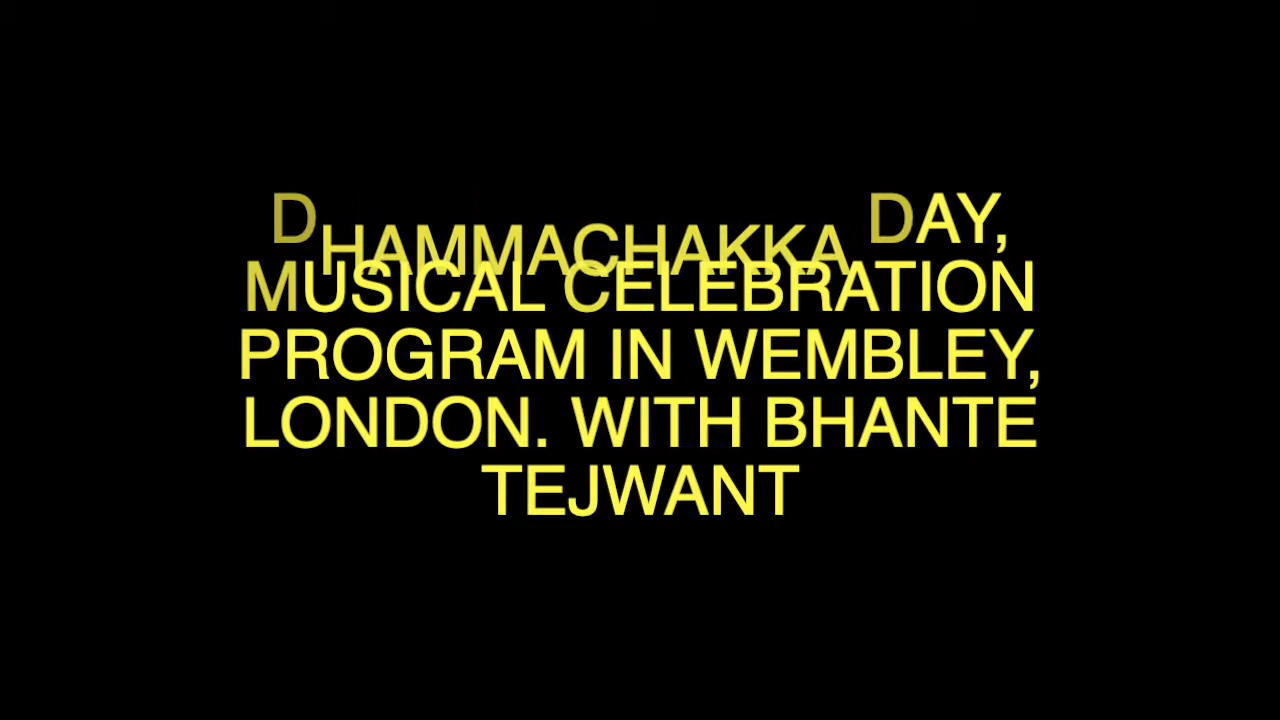 DHAMMACHAKKA DAY,
MUSICAL CELEBRATION
PROGRAM IN WEMBLEY,
LONDON. WITH BHANTE
TEJWANT